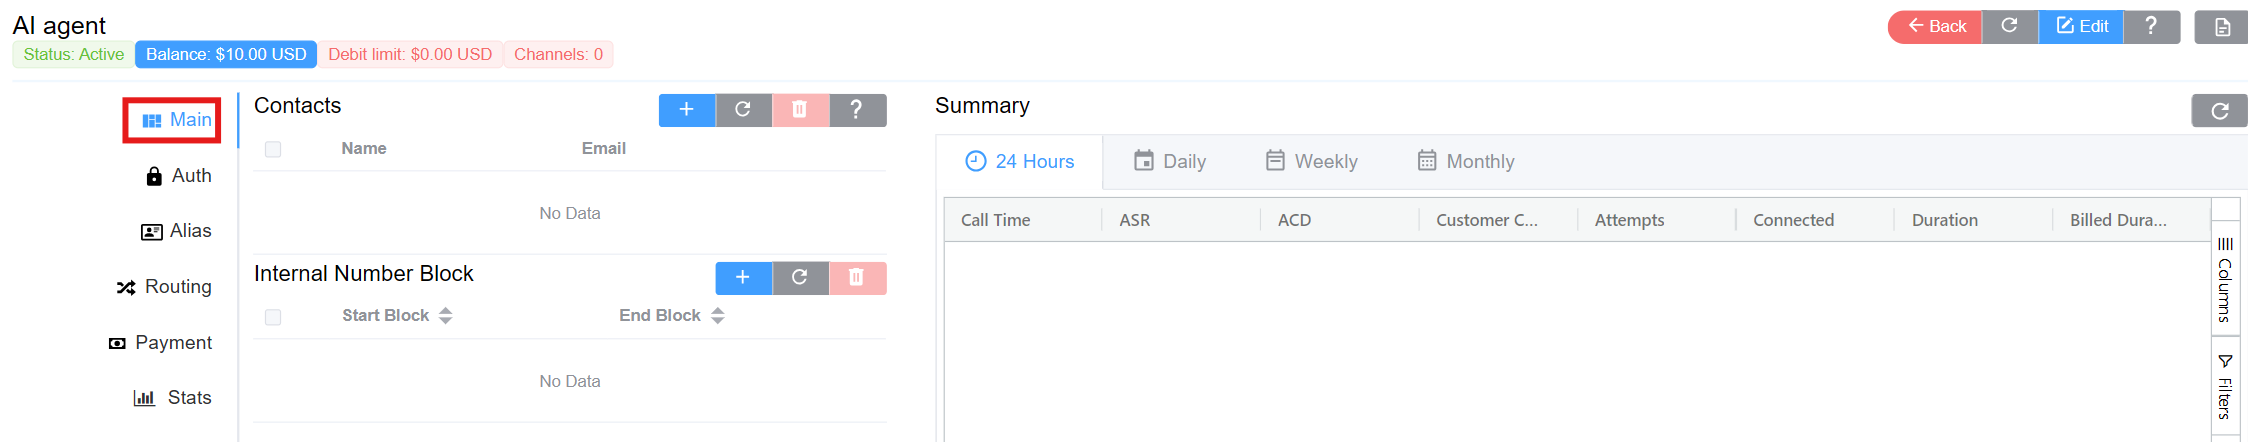 AI agent
Back
Edit
?
Status: Active
Balance: $10.00 USD
Debit limit: $0.00 USD
Channels: 0
Main
Auth
Alias
Routing
Payment
Stats
Contacts
?
Name Email
No Data
Internal Number Block
Start Block End Block
No Data
Summary
24 Hours Daily Weekly Monthly
Call Time ASR ACD Customer C... Attempts Connected Duration Billed Dura...
Columns
Filters